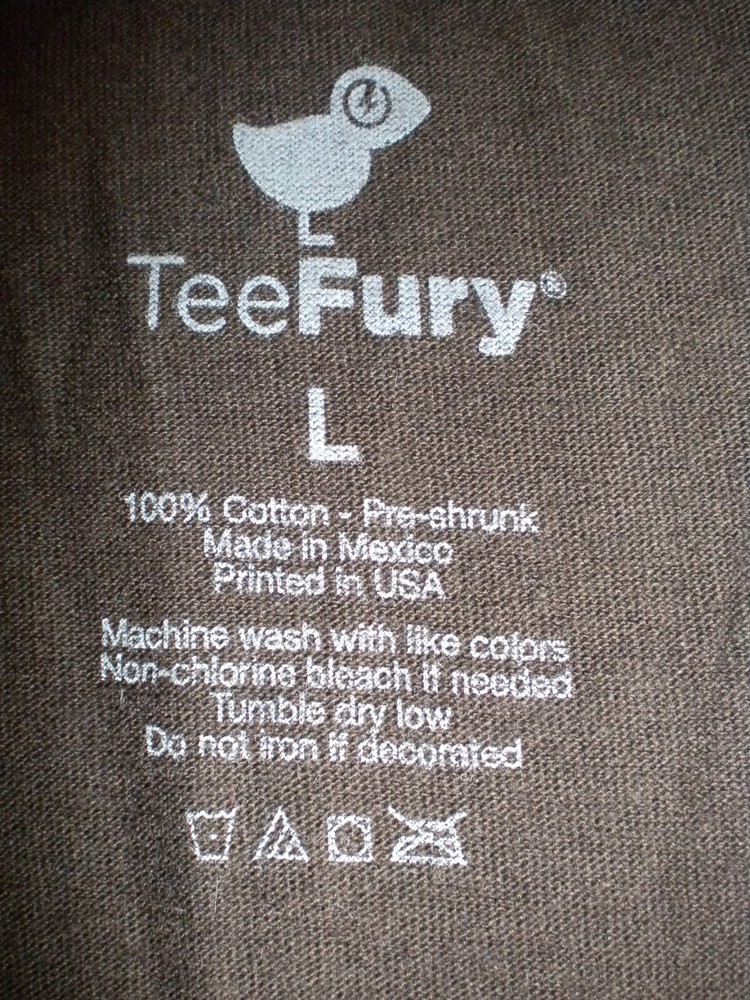 TeeFury®
L
100% Cotton - Pre-shrunk
Made in Mexico
Printed in USA
Machine wash with like colors
Non-chlorine bleach if needed
Tumble dry low
Do not iron if decorated